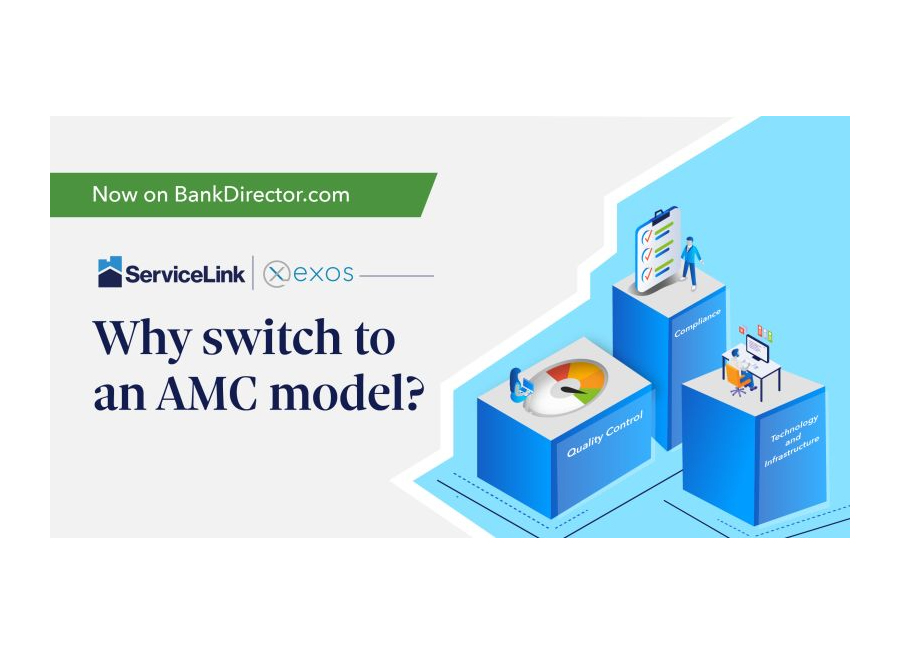 Now on BankDirector.com
ServiceLink | exos
Why switch to
an AMC model?
Compliance
Quality Control
Technology
and
Infrastructure